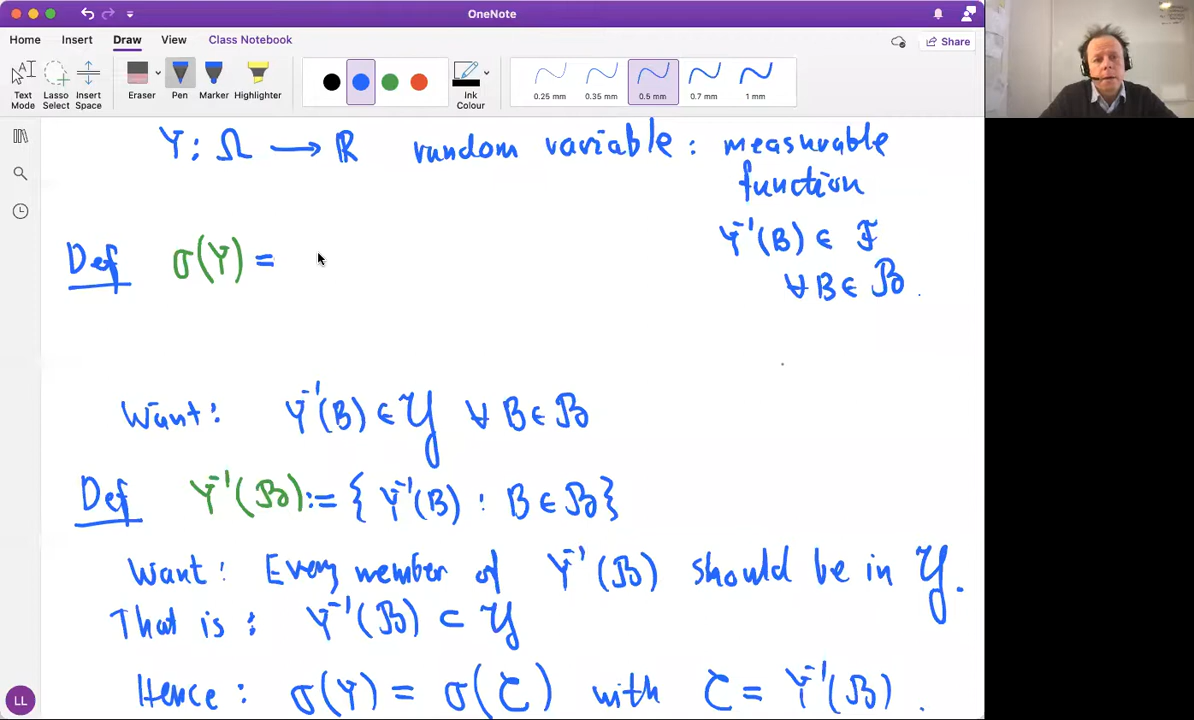 OneNote
Home Insert Draw View Class Notebook Share
Text Mode Lasso Select Insert Space Eraser Pen Marker Highlighter Ink Colour 0.25 mm 0.35 mm 0.5 mm 0.7 mm 1 mm
Y: Ω ⟶ ℝ random variable: measurable
function
Y⁻¹(B) ∈ ℱ
∀ B ∈ ℬ.
Def σ(Y) =
Want: Y⁻¹(B) ∈ 𝒴 ∀ B ∈ ℬ
Def Y⁻¹(ℬ) := { Y⁻¹(B) : B ∈ ℬ}
Want: Every member of Y⁻¹(ℬ) should be in 𝒴.
That is: Y⁻¹(ℬ) ⊂ 𝒴
Hence: σ(Y) = σ(𝒞) with 𝒞 = Y⁻¹(ℬ).
LL